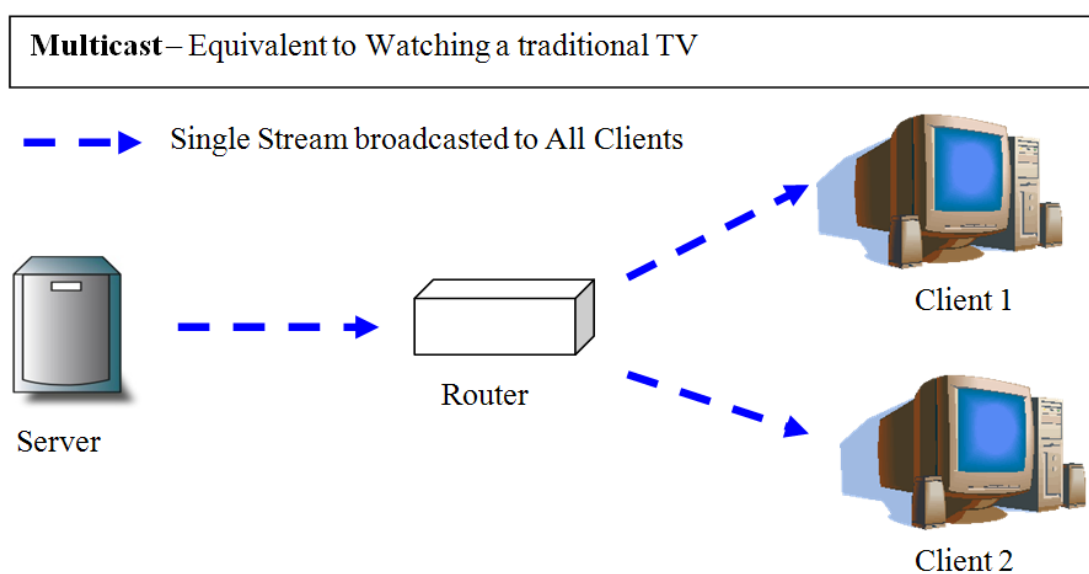 Multicast – Equivalent to Watching a traditional TV
Single Stream broadcasted to All Clients
Client 1
Router
Server
Client 2